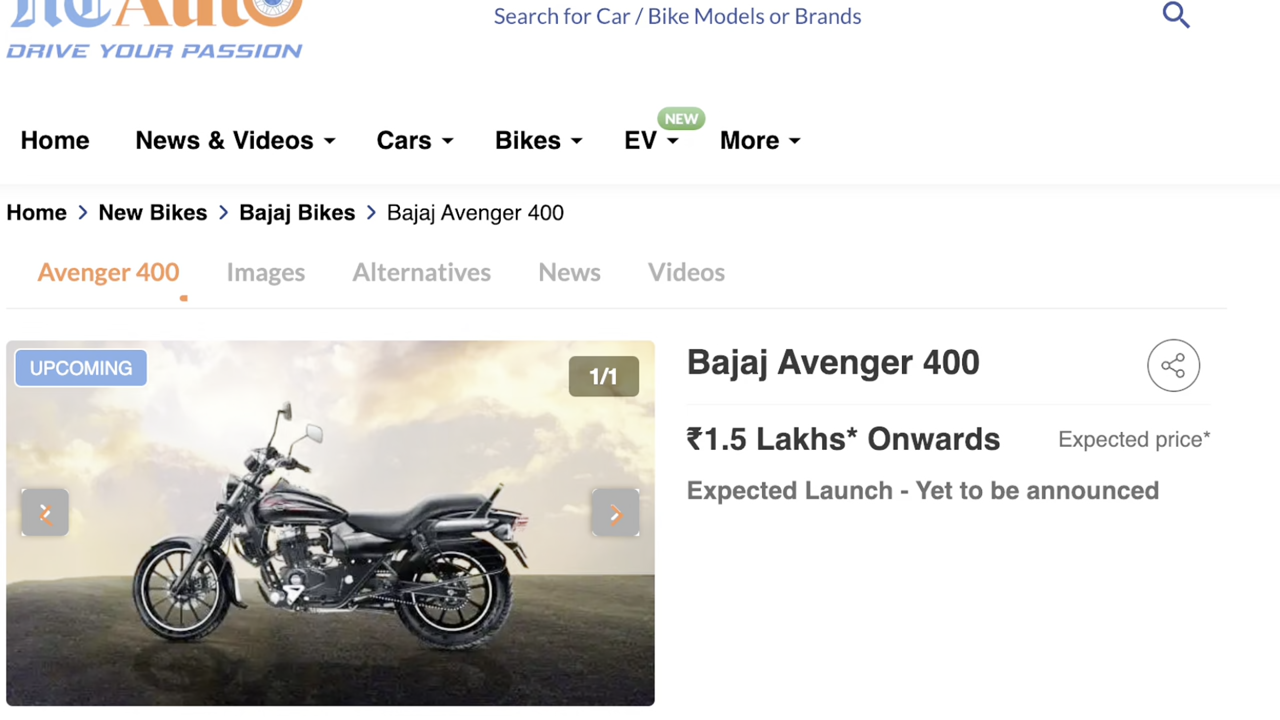 Search for Car / Bike Models or Brands
DRIVE YOUR PASSION
NEW
Home News & Videos Cars Bikes EV More
Home > New Bikes > Bajaj Bikes > Bajaj Avenger 400
Avenger 400 Images Alternatives News Videos
UPCOMING
1/1
Bajaj Avenger 400
₹1.5 Lakhs* Onwards Expected price*
Expected Launch - Yet to be announced